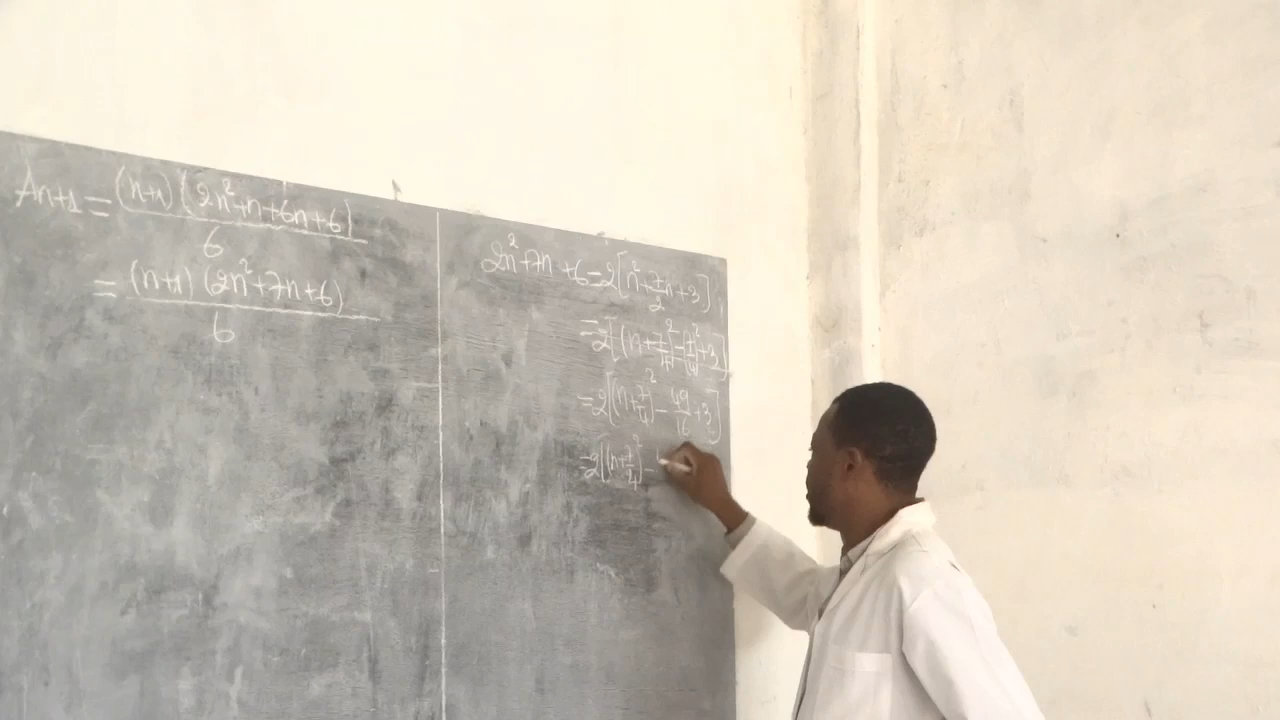 An+1 = (n+1)(2n²+n+6n+6)/6
= (n+1)(2n²+7n+6)/6
2n²+7n+6=2[n²+7/2n+3]
=2[(n+7/4)²-(7/4)²+3]
=2[(n+7/4)²-49/16+3]
=2[(n+7/4)²-